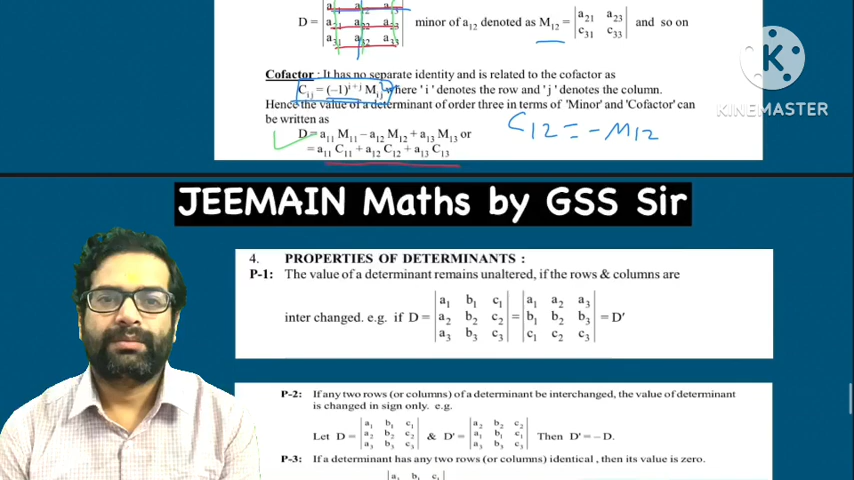 a₁₁ a₁₂ a₁₃
D = a₂₁ a₂₂ a₂₃ minor of a₁₂ denoted as M₁₂ = a₂₁ a₂₃ and so on
a₃₁ a₃₂ a₃₃ c₃₁ c₃₃
Cofactor : It has no separate identity and is related to the cofactor as
Cᵢⱼ = (–1)ⁱ⁺ʲ Mᵢⱼ where 'i' denotes the row and 'j' denotes the column.
Hence the value of a determinant of order three in terms of 'Minor' and 'Cofactor' can
be written as
C12 = -M12
D = a₁₁ M₁₁ – a₁₂ M₁₂ + a₁₃ M₁₃ or
= a₁₁ C₁₁ + a₁₂ C₁₂ + a₁₃ C₁₃
KINEMASTER
JEEMAIN Maths by GSS Sir
4. PROPERTIES OF DETERMINANTS :
P-1: The value of a determinant remains unaltered, if the rows & columns are
a₁ b₁ c₁ a₁ a₂ a₃
inter changed. e.g. if D = a₂ b₂ c₂ = b₁ b₂ b₃ = D′
a₃ b₃ c₃ c₁ c₂ c₃
P-2: If any two rows (or columns) of a determinant be interchanged, the value of determinant
is changed in sign only. e.g.
a₁ b₁ c₁ a₂ b₂ c₂
Let D = a₂ b₂ c₂ & D′ = a₁ b₁ c₁ Then D′ = – D.
a₃ b₃ c₃ a₃ b₃ c₃
P-3: If a determinant has any two rows (or columns) identical , then its value is zero.
a₁ b₁ c₁